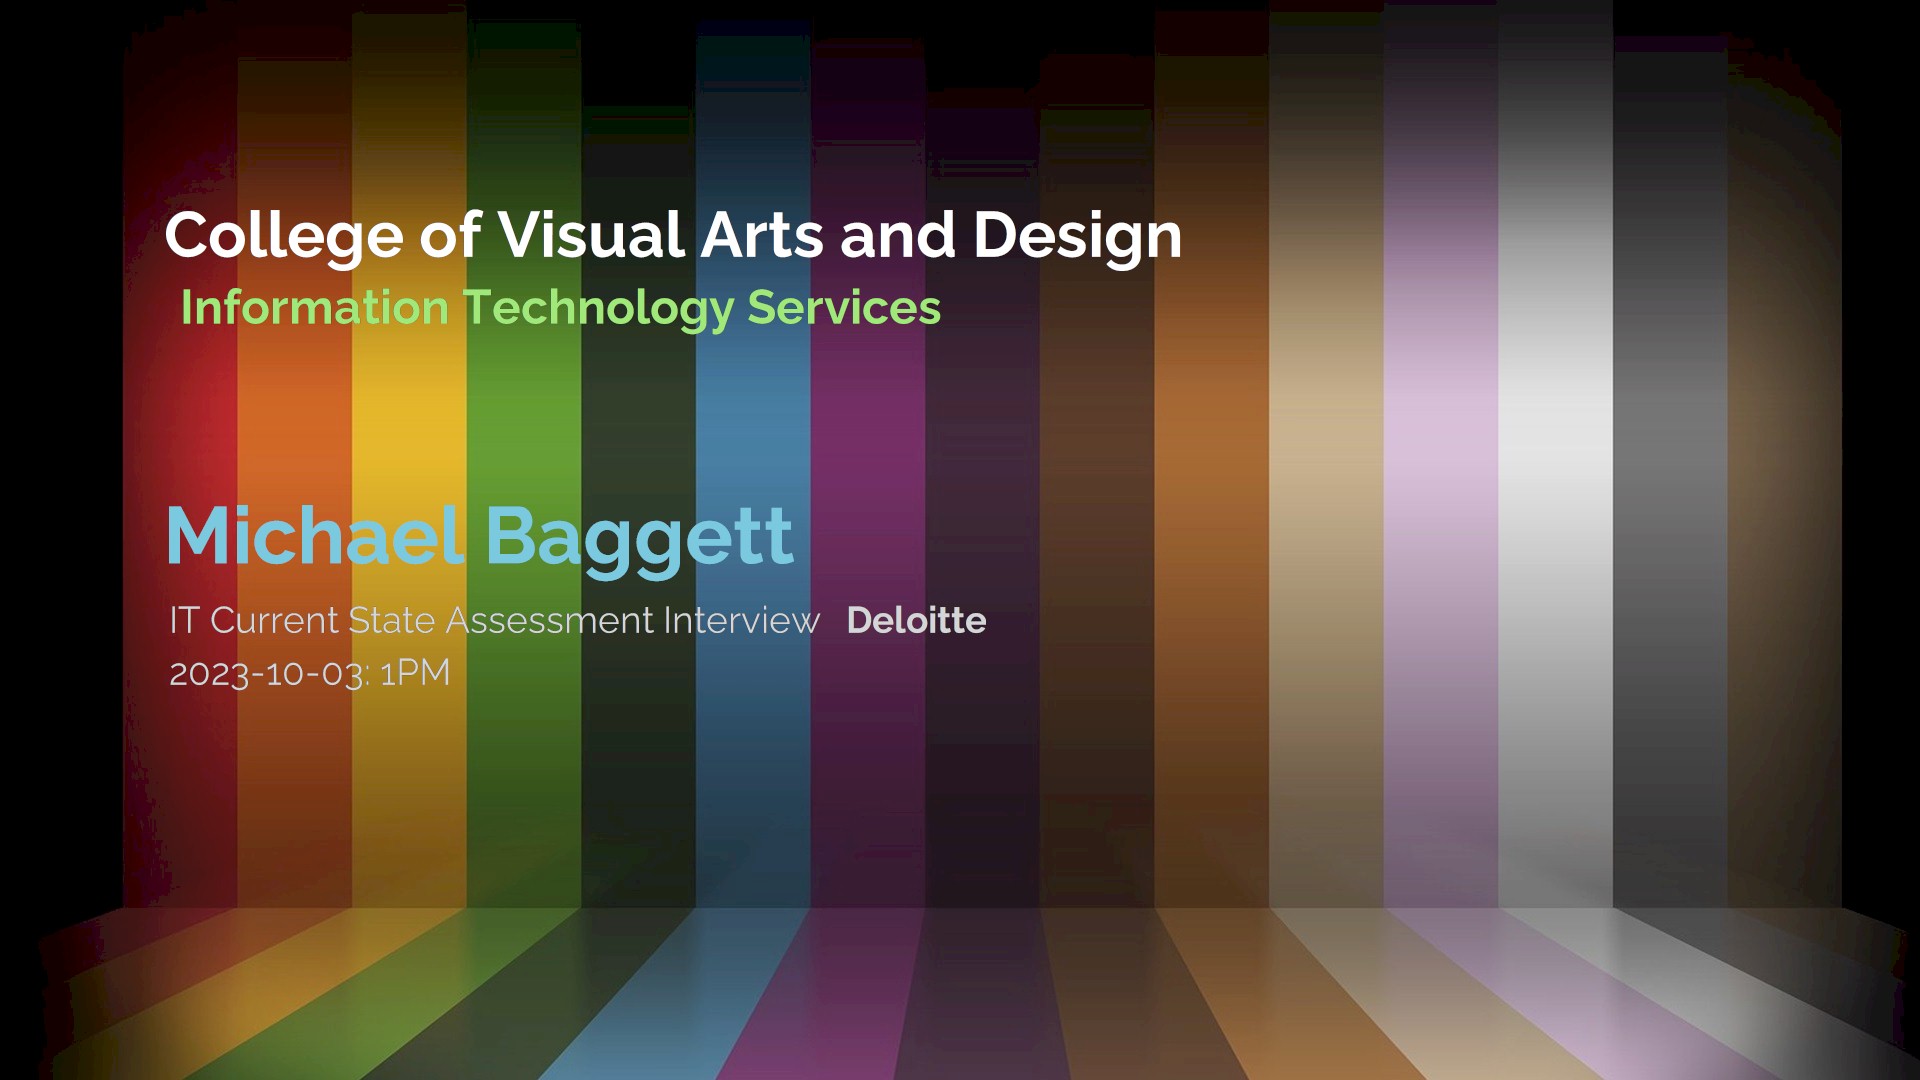 College of Visual Arts and Design
Information Technology Services
Michael Baggett
IT Current State Assessment Interview Deloitte
2023-10-03: 1PM